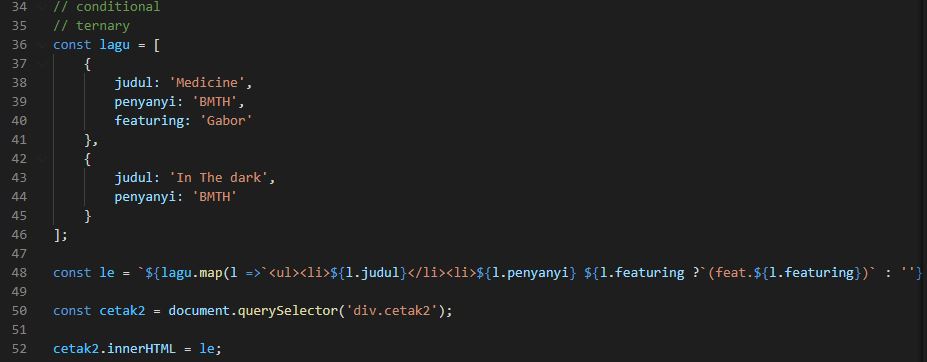 34 // conditional
35 // ternary
36 const lagu = [
37 {
38 judul: 'Medicine',
39 penyanyi: 'BMTH',
40 featuring: 'Gabor'
41 },
42 {
43 judul: 'In The dark',
44 penyanyi: 'BMTH'
45 }
46 ];
47
48 const le = `${lagu.map(l =>`<ul><li>${l.judul}</li><li>${l.penyanyi} ${l.featuring ?`(feat.${l.featuring})` : ''}
49
50 const cetak2 = document.querySelector('div.cetak2');
51
52 cetak2.innerHTML = le;